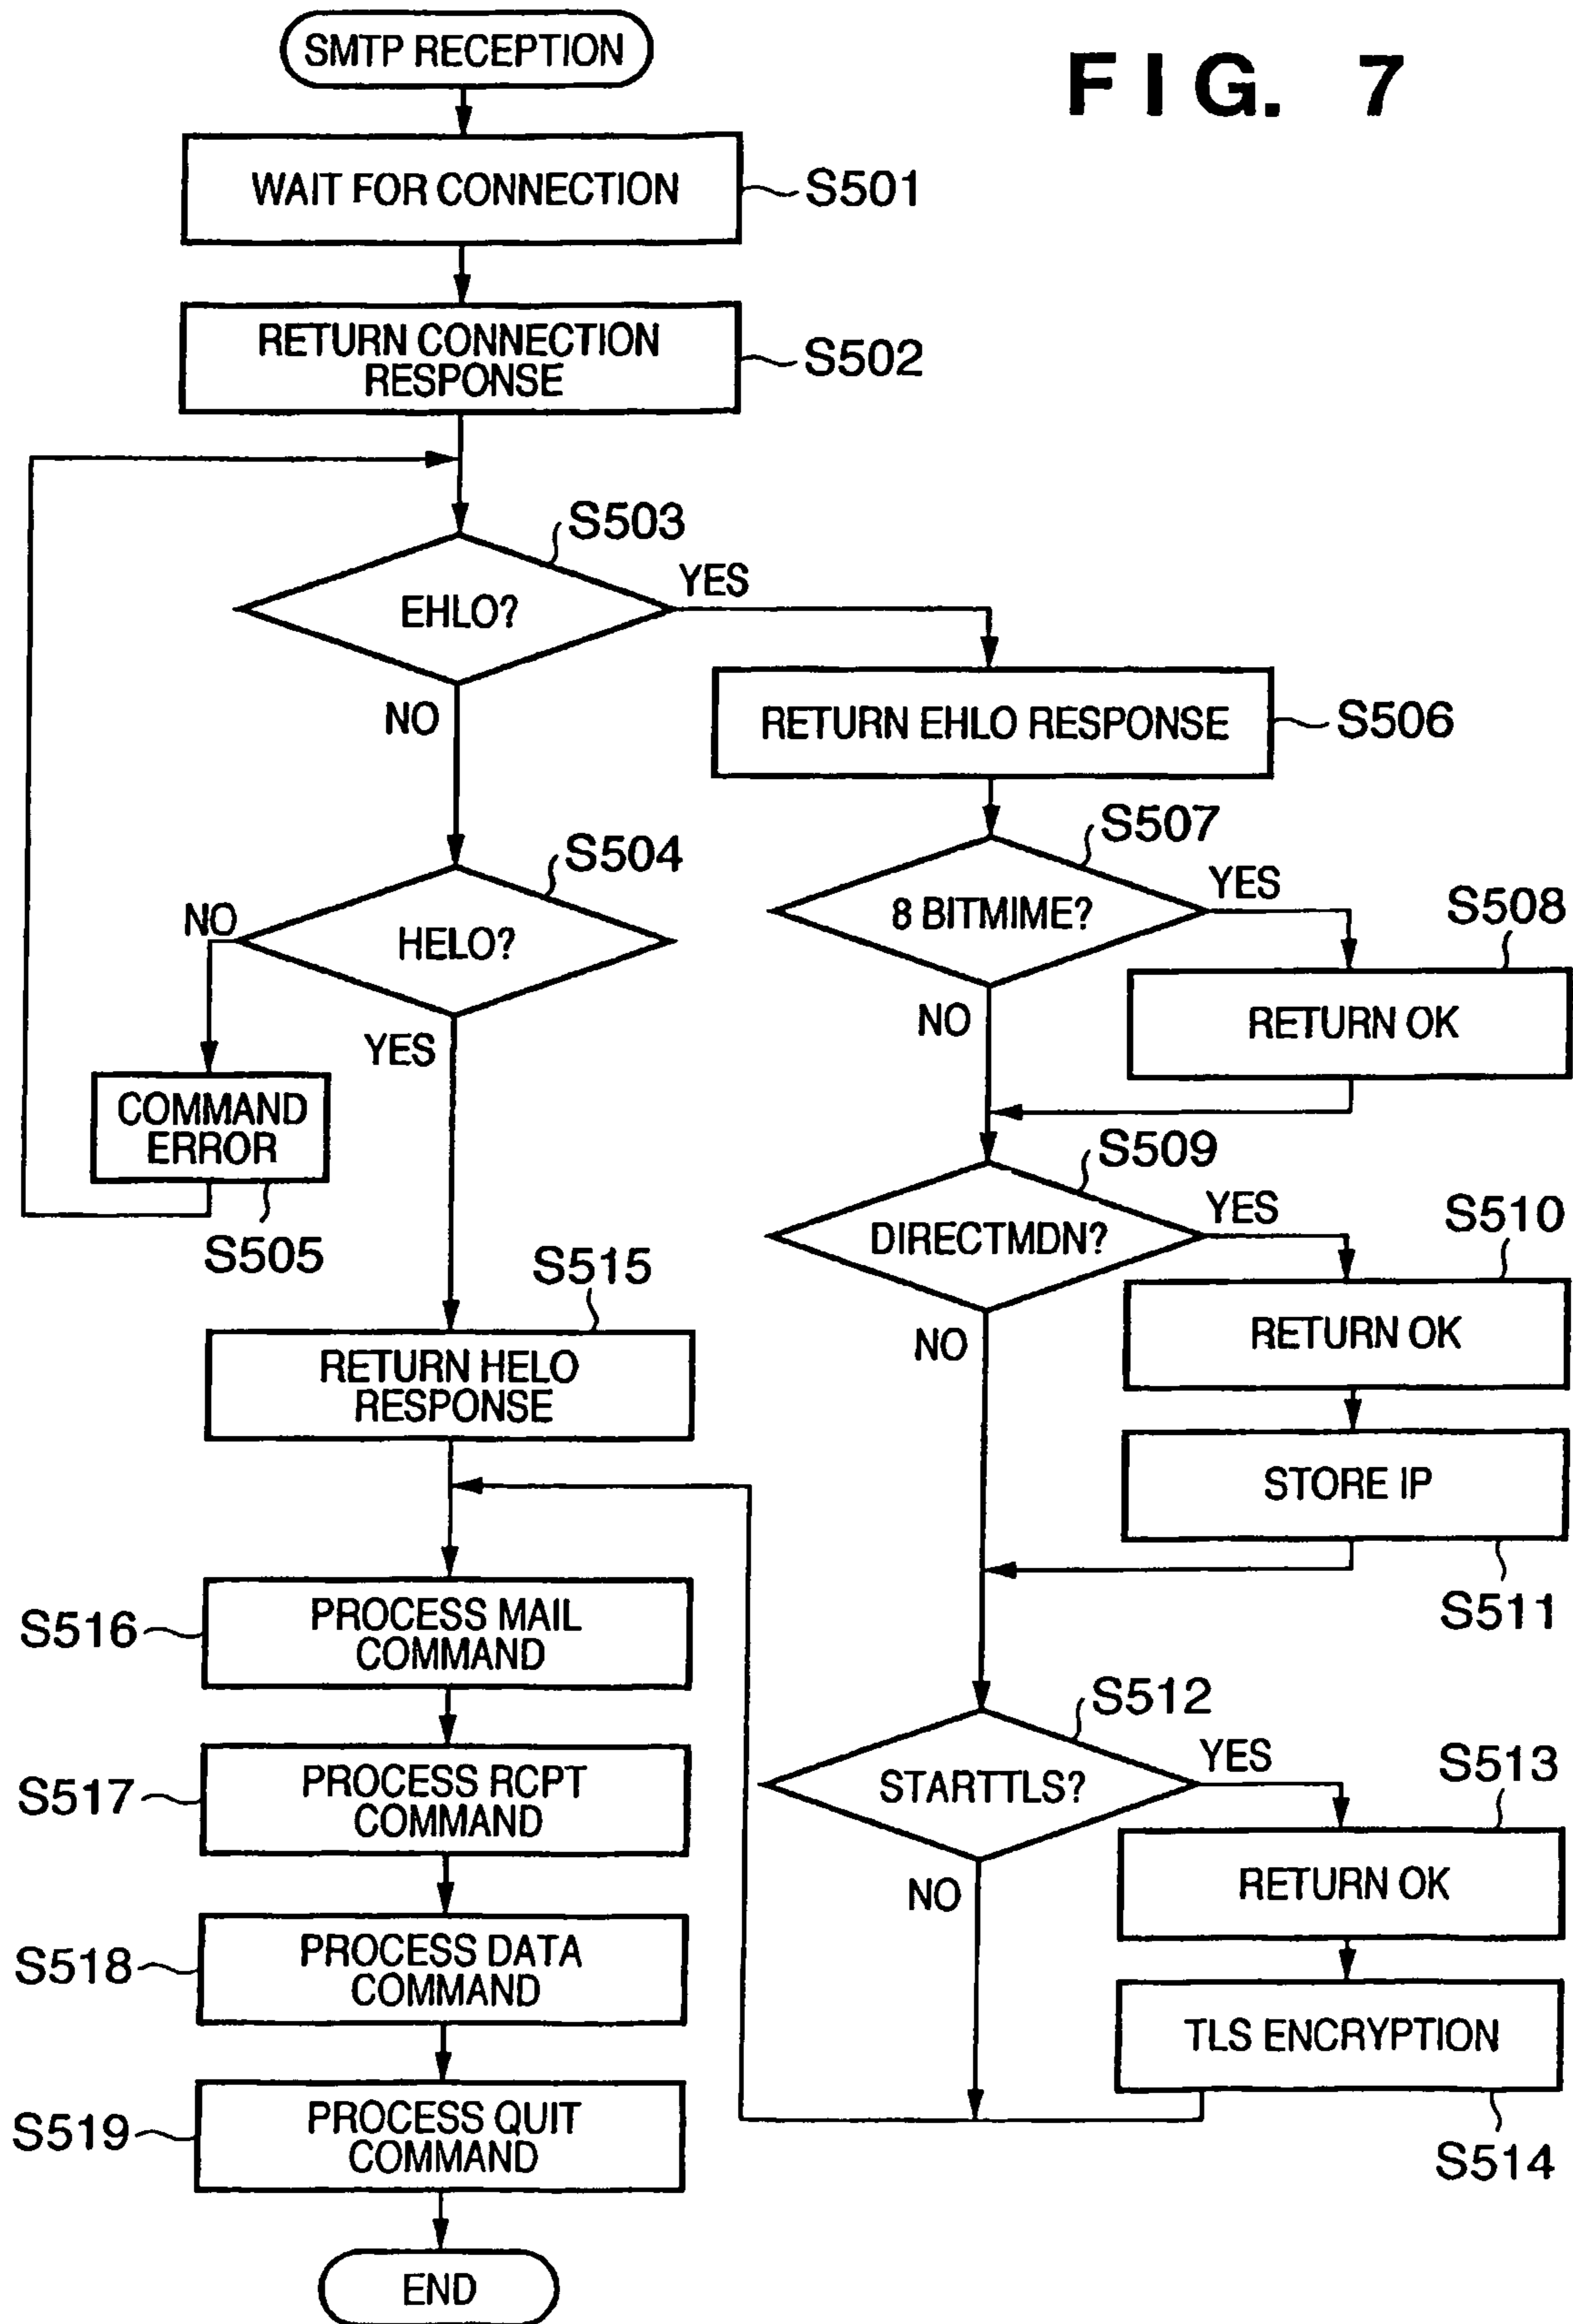 FIG. 7
SMTP RECEPTION
WAIT FOR CONNECTION
S501
RETURN CONNECTION
RESPONSE
S502
S503
EHLO?
YES
NO
RETURN EHLO RESPONSE
S506
S504
HELO?
NO
YES
COMMAND
ERROR
S505
S507
8 BITMIME?
YES
NO
S508
RETURN OK
S509
DIRECTMDN?
YES
NO
S510
RETURN OK
STORE IP
S511
S512
STARTTLS?
YES
NO
S513
RETURN OK
TLS ENCRYPTION
S514
S515
RETURN HELO
RESPONSE
S516
PROCESS MAIL
COMMAND
S517
PROCESS RCPT
COMMAND
S518
PROCESS DATA
COMMAND
S519
PROCESS QUIT
COMMAND
END